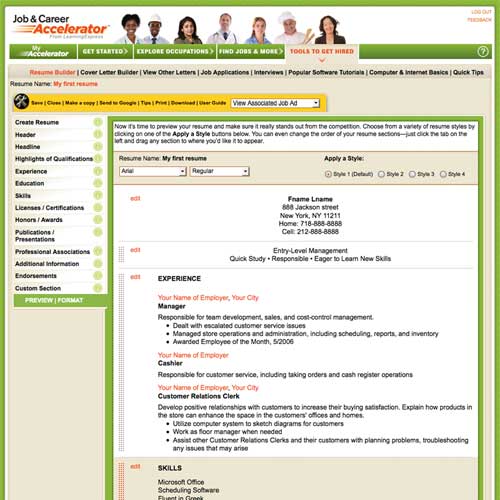 Job & Career
Accelerator
From LearningExpress
LOG OUT
FEEDBACK
My Accelerator
GET STARTED
EXPLORE OCCUPATIONS
FIND JOBS & MORE
TOOLS TO GET HIRED
?
Resume Builder | Cover Letter Builder | View Other Letters | Job Applications | Interviews | Popular Software Tutorials | Computer & Internet Basics | Quick Tips
Resume Name: My first resume
Save | Close | Make a copy | Send to Google | Tips | Print | Download | User Guide
View Associated Job Ad
Create Resume
Header
Headline
Highlights of Qualifications
Experience
Education
Skills
Licenses / Certifications
Honors / Awards
Publications /
Presentations
Professional Associations
Additional Information
Endorsements
Custom Section
PREVIEW | FORMAT
Now it's time to preview your resume and make sure it really stands out from the competition. Choose from a variety of resume styles by
clicking on one of the Apply a Style buttons below. You can even change the order of your resume sections—just click the tab on
the left and drag any section to where you'd like it to appear.
Resume Name: My first resume
Apply a Style:
Arial
Regular
Style 1 (Default)
Style 2
Style 3
Style 4
edit
Fname Lname
888 Jackson street
New York, NY 11211
Home: 718-888-8888
Cell: 212-888-8888
edit
Entry-Level Management
Quick Study • Responsible • Eager to Learn New Skills
edit
EXPERIENCE
Your Name of Employer, Your City
Manager
Responsible for team development, sales, and cost-control management.
• Dealt with escalated customer service issues
• Managed store operations and administration, including scheduling, reports, and inventory
• Awarded Employee of the Month, 5/2006
Your Name of Employer, Your City
Cashier
Responsible for customer service, including taking orders and cash register operations
Your Name of Employer, Your City
Customer Relations Clerk
Develop positive relationships with customers to increase their buying satisfaction. Explain how products in
the store can enhance the space in the customers' offices and homes.
• Utilize computer system to sketch diagrams for customers
• Work as floor manager when needed
• Assist other Customer Relations Clerks and their customers with planning problems, troubleshooting
any issues that may arise
edit
SKILLS
Microsoft Office
Scheduling Software
Fluent in Greek